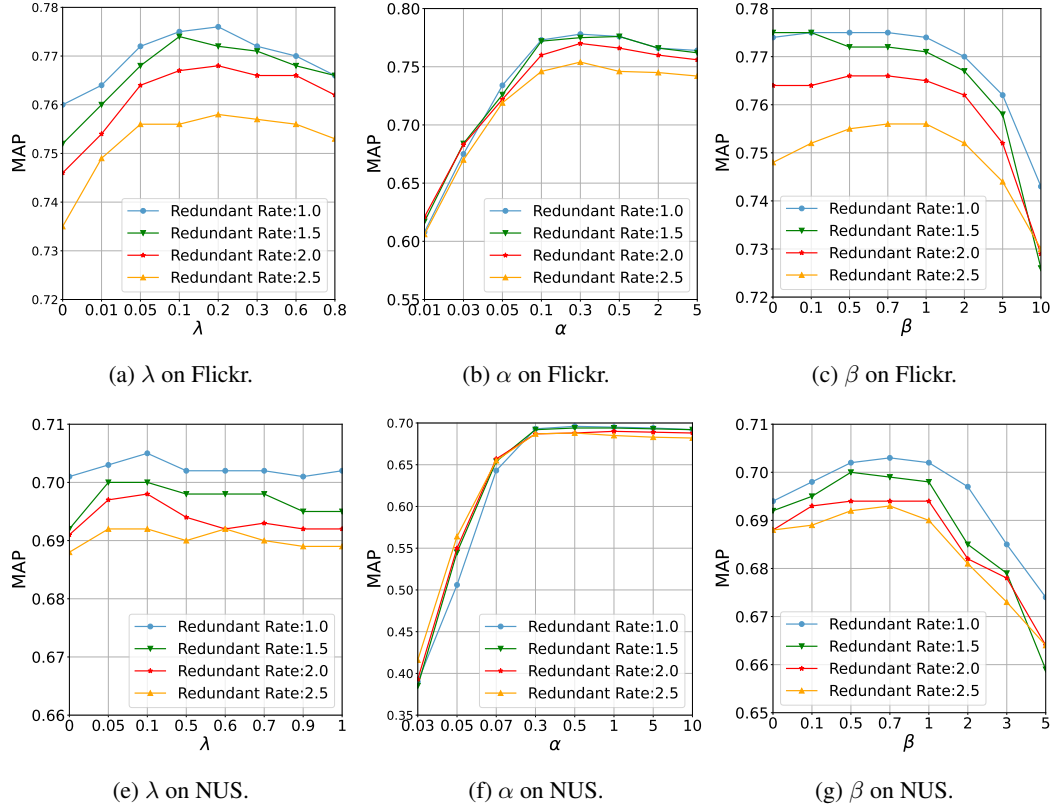 0.78
0.77
0.76
0.75
0.74
0.73
0.72
MAP
0 0.01 0.05 0.1 0.2 0.3 0.6 0.8
λ
Redundant Rate:1.0
Redundant Rate:1.5
Redundant Rate:2.0
Redundant Rate:2.5
(a) λ on Flickr.
0.80
0.75
0.70
0.65
0.60
0.55
MAP
0.01 0.03 0.05 0.1 0.3 0.5 2 5
α
Redundant Rate:1.0
Redundant Rate:1.5
Redundant Rate:2.0
Redundant Rate:2.5
(b) α on Flickr.
0.78
0.77
0.76
0.75
0.74
0.73
0.72
MAP
0 0.1 0.5 0.7 1 2 5 10
β
Redundant Rate:1.0
Redundant Rate:1.5
Redundant Rate:2.0
Redundant Rate:2.5
(c) β on Flickr.
0.71
0.70
0.69
0.68
0.67
0.66
MAP
0 0.05 0.1 0.5 0.6 0.7 0.9 1
λ
Redundant Rate:1.0
Redundant Rate:1.5
Redundant Rate:2.0
Redundant Rate:2.5
(e) λ on NUS.
0.70
0.65
0.60
0.55
0.50
0.45
0.40
0.35
MAP
0.03 0.05 0.07 0.3 0.5 1 5 10
α
Redundant Rate:1.0
Redundant Rate:1.5
Redundant Rate:2.0
Redundant Rate:2.5
(f) α on NUS.
0.71
0.70
0.69
0.68
0.67
0.66
0.65
MAP
0 0.1 0.5 0.7 1 2 3 5
β
Redundant Rate:1.0
Redundant Rate:1.5
Redundant Rate:2.0
Redundant Rate:2.5
(g) β on NUS.